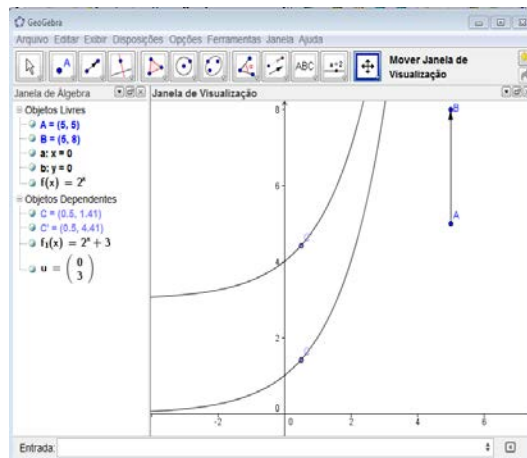 GeoGebra
Arquivo Editar Exibir Disposições Opções Ferramentas Janela Ajuda
A
ABC
a=2
Mover Janela de
Visualização
Janela de Álgebra
Janela de Visualização
Objetos Livres
A = (5, 5)
B = (5, 8)
a: x = 0
b: y = 0
f(x) = 2ˣ
Objetos Dependentes
C = (0.5, 1.41)
C' = (0.5, 4.41)
f₁(x) = 2ˣ + 3
u = (0
3)
8
B
6
A
C'
4
2
C
0
-2
0
2
4
6
Entrada: